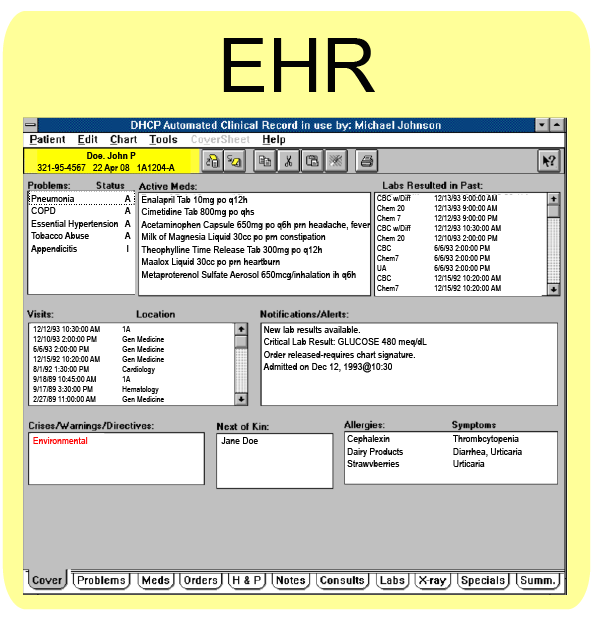 EHR
DHCP Automated Clinical Record in use by: Michael Johnson
Patient Edit Chart Tools CoverSheet Help
Doe. John P
321-95-4567 22 Apr 08 1A1204-A
Problems: Status
Pneumonia A
COPD A
Essential Hypertension A
Tobacco Abuse A
Appendicitis I
Active Meds:
Enalapril Tab 10mg po q12h
Cimetidine Tab 800mg po qhs
Acetaminophen Capsule 650mg po q6h prn headache, fever
Milk of Magnesia Liquid 30cc po prn constipation
Theophylline Time Release Tab 300mg po q12h
Maalox Liquid 30cc po prn heartburn
Metaproterenol Sulfate Aerosol 650mcg/inhalation ih q6h
Labs Resulted in Past:
CBC w/Diff 12/13/93 9:00:00 AM
Chem 20 12/13/93 9:00:00 AM
Chem 7 12/12/93 9:00:00 PM
CBC w/Diff 12/12/93 10:30:00 AM
Chem 20 12/10/93 2:00:00 PM
CBC 6/6/93 2:00:00 PM
Chem7 6/6/93 2:00:00 PM
UA 6/6/93 2:00:00 PM
CBC 12/15/92 10:20:00 AM
Chem7 12/15/92 10:20:00 AM
Visits: Location
12/12/93 10:30:00 AM 1A
12/10/93 2:00:00 PM Gen Medicine
6/6/93 2:00:00 PM Gen Medicine
12/15/92 10:20:00 AM Gen Medicine
8/1/92 1:30:00 PM Cardiology
9/18/89 10:45:00 AM 1A
9/17/89 3:30:00 PM Hematology
2/27/89 11:00:00 AM Gen Medicine
Notifications/Alerts:
New lab results available.
Critical Lab Result: GLUCOSE 480 meq/dL
Order released-requires chart signature.
Admitted on Dec 12, 1993@10:30
Crises/Warnings/Directives:
Environmental
Next of Kin:
Jane Doe
Allergies: Symptoms
Cephalexin Thrombcytopenia
Dairy Products Diarrhea, Urticaria
Strawvberries Urticaria
Cover Problems Meds Orders H & P Notes Consults Labs X-ray Specials Summ.